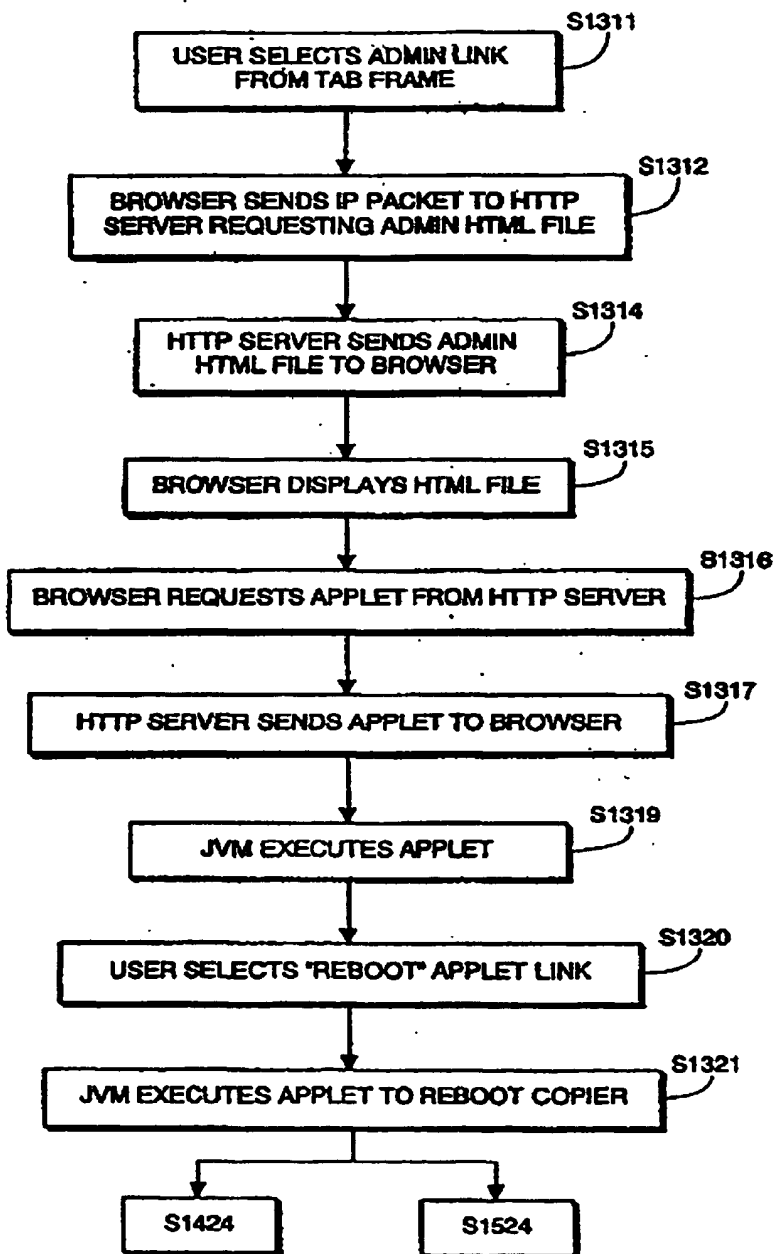 S1311
USER SELECTS ADMIN LINK
FROM TAB FRAME
S1312
BROWSER SENDS IP PACKET TO HTTP
SERVER REQUESTING ADMIN HTML FILE
S1314
HTTP SERVER SENDS ADMIN
HTML FILE TO BROWSER
S1315
BROWSER DISPLAYS HTML FILE
S1316
BROWSER REQUESTS APPLET FROM HTTP SERVER
S1317
HTTP SERVER SENDS APPLET TO BROWSER
S1319
JVM EXECUTES APPLET
S1320
USER SELECTS "REBOOT" APPLET LINK
S1321
JVM EXECUTES APPLET TO REBOOT COPIER
S1424
S1524